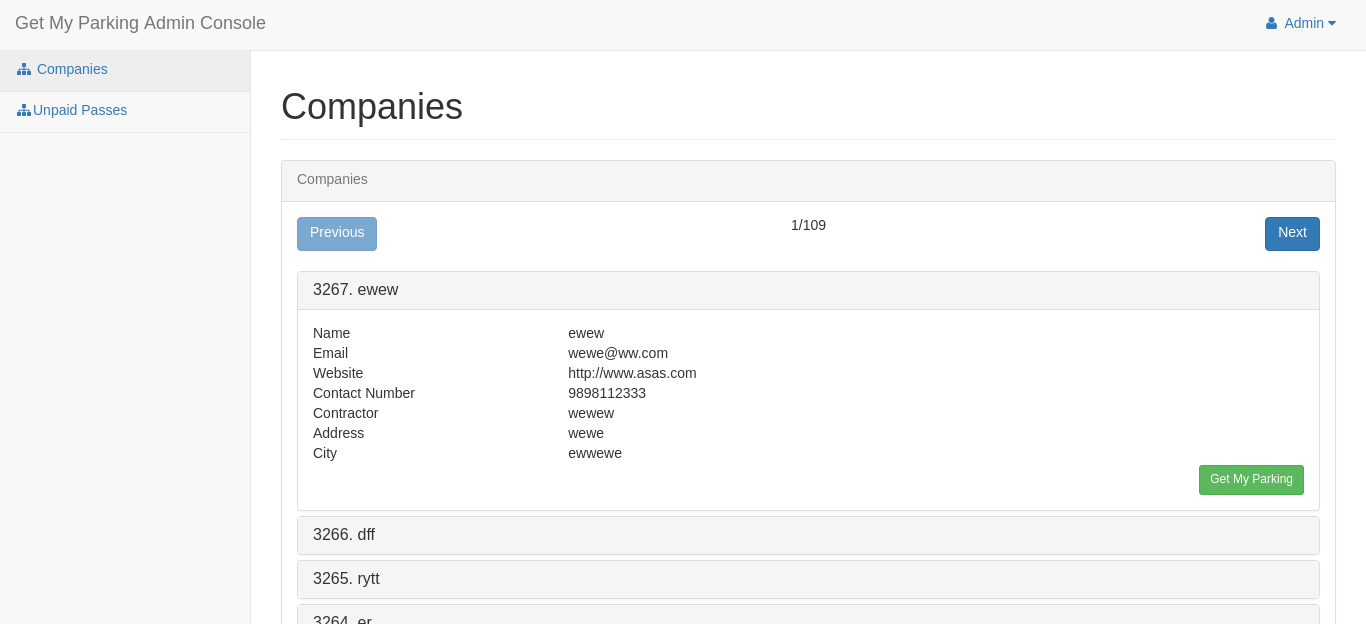 Get My Parking Admin Console
Admin
Companies
Unpaid Passes
Companies
Companies
Previous
1/109
Next
3267. ewew
Name ewew
Email wewe@ww.com
Website http://www.asas.com
Contact Number 9898112333
Contractor wewew
Address wewe
City ewwewe
Get My Parking
3266. dff
3265. rytt
3264. er